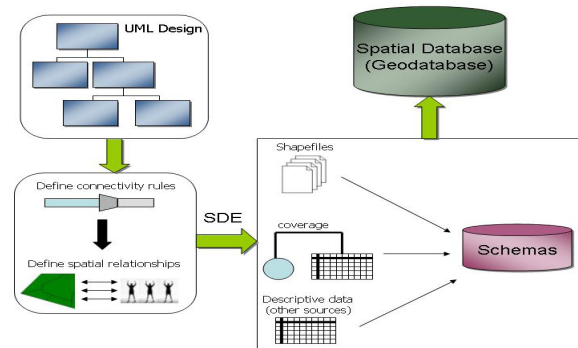 UML Design
Define connectivity rules
Define spatial relationships
SDE
Shapefiles
coverage
Descriptive data
(other sources)
Schemas
Spatial Database
(Geodatabase)